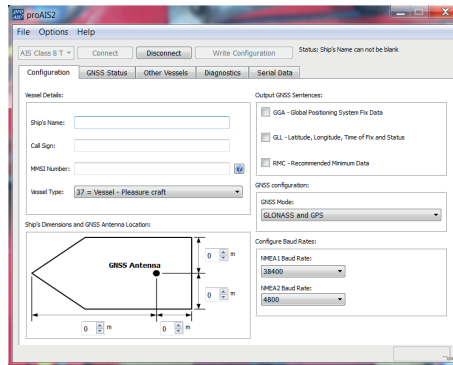 proAIS2
File Options Help
AIS Class B T Connect Disconnect Write Configuration Status: Ship's Name can not be blank
Configuration GNSS Status Other Vessels Diagnostics Serial Data
Vessel Details:
Ship's Name:
Call Sign:
MMSI Number:
Vessel Type: 37 = Vessel - Pleasure craft
Ship's Dimensions and GNSS Antenna Location:
GNSS Antenna
0 m
0 m
0 m 0 m
Output GNSS Sentences:
GGA - Global Positioning System Fix Data
GLL - Latitude, Longitude, Time of Fix and Status
RMC - Recommended Minimum Data
GNSS configuration:
GNSS Mode:
GLONASS and GPS
Configure Baud Rates:
NMEA1 Baud Rate:
38400
NMEA2 Baud Rate:
4800